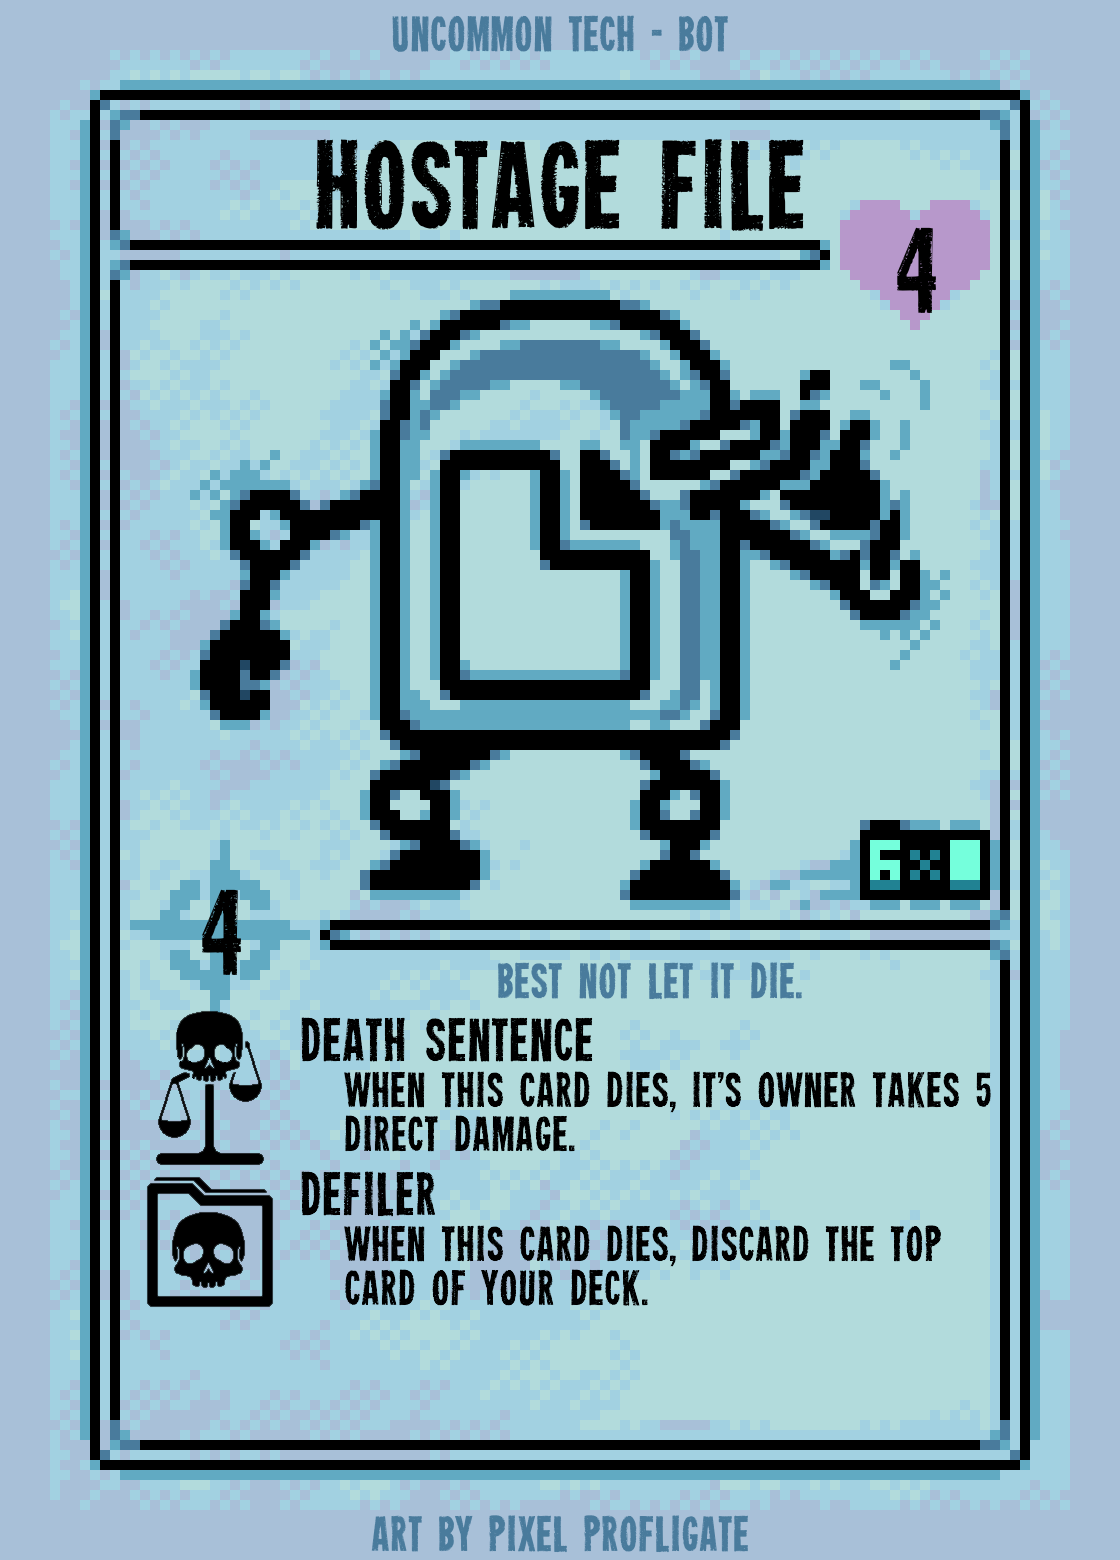 UNCOMMON TECH - BOT
HOSTAGE FILE
4
6×
4
BEST NOT LET IT DIE.
DEATH SENTENCE
WHEN THIS CARD DIES, IT'S OWNER TAKES 5
DIRECT DAMAGE.
DEFILER
WHEN THIS CARD DIES, DISCARD THE TOP
CARD OF YOUR DECK.
ART BY PIXEL PROFLIGATE